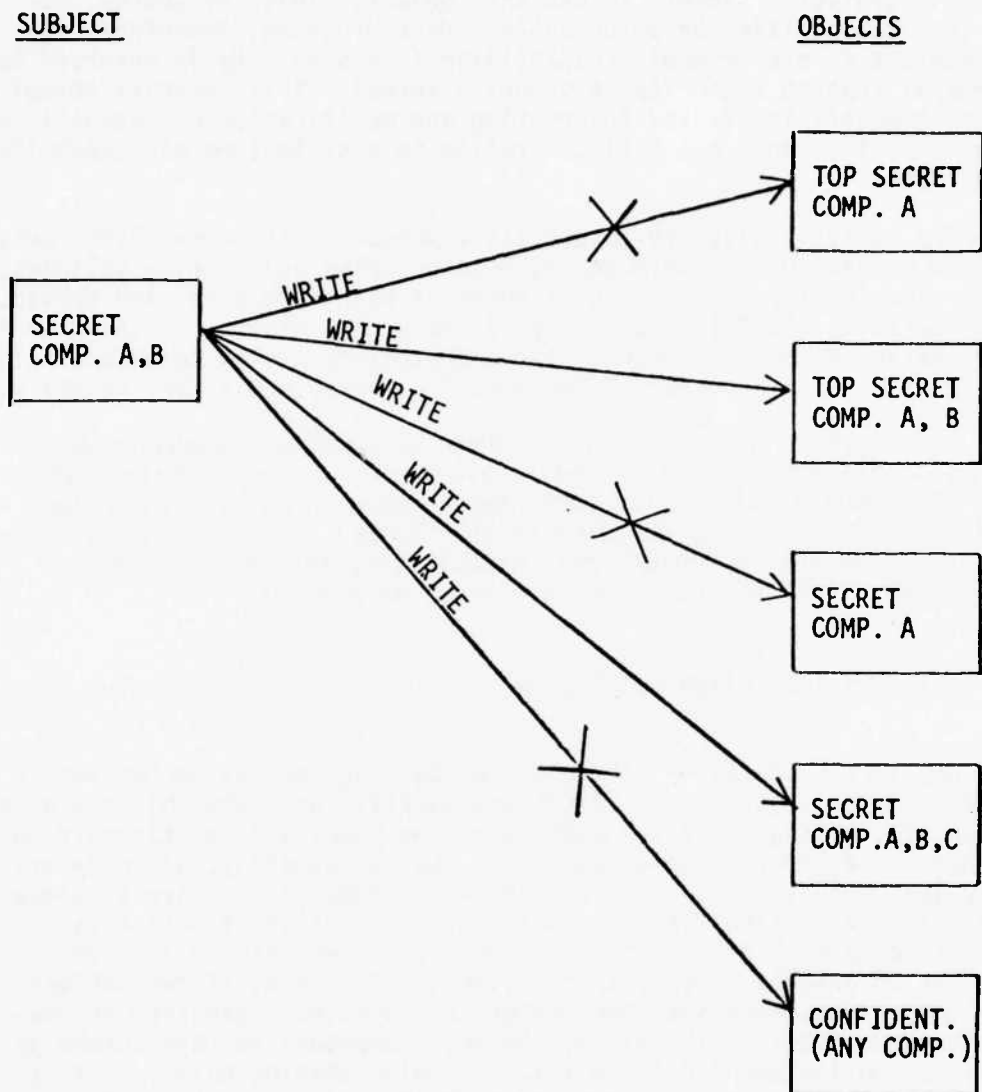 SUBJECT
OBJECTS
TOP SECRET
COMP. A
WRITE
SECRET
COMP. A,B
WRITE
TOP SECRET
COMP. A, B
WRITE
WRITE
SECRET
COMP. A
WRITE
SECRET
COMP.A,B,C
CONFIDENT.
(ANY COMP.)